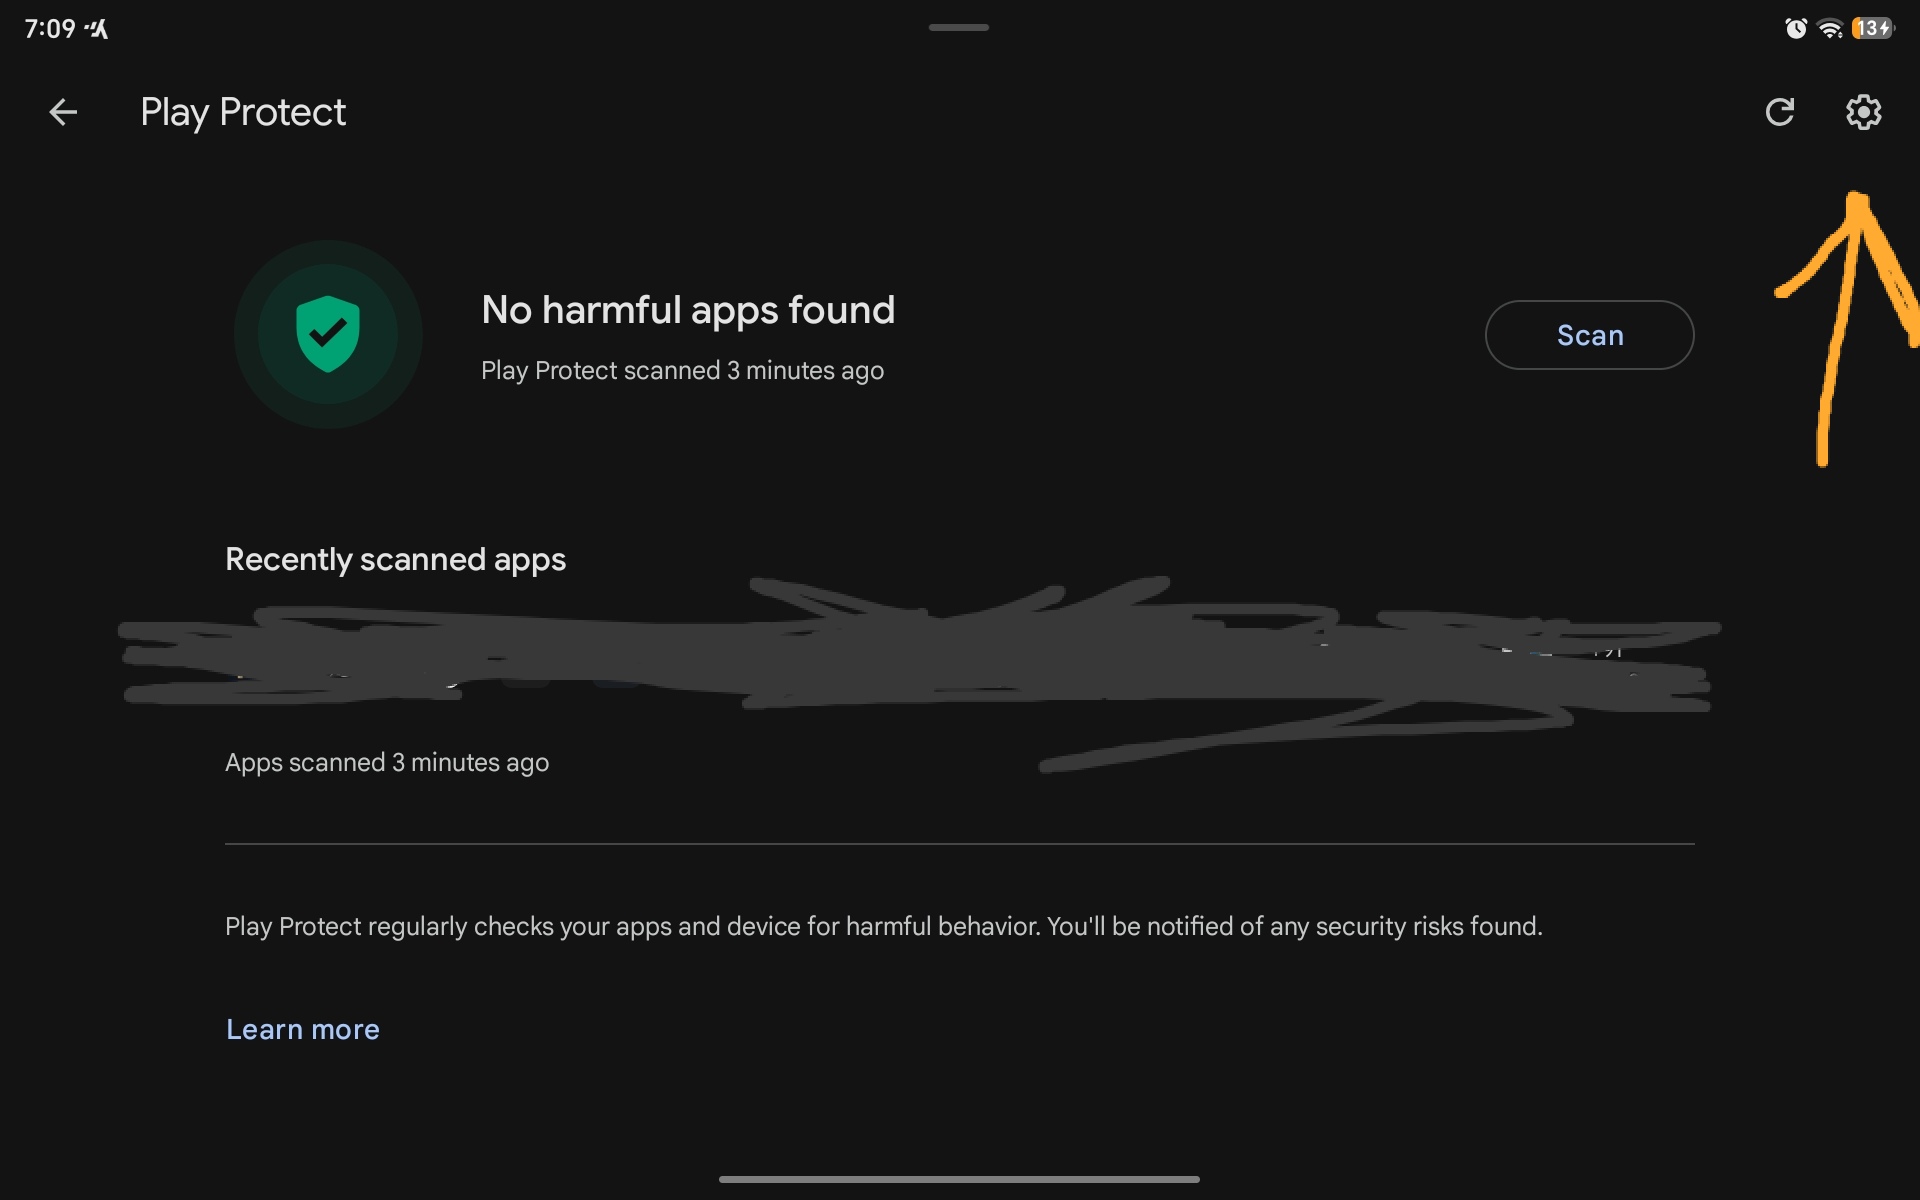 7:09
13
Play Protect
No harmful apps found
Play Protect scanned 3 minutes ago
Scan
Recently scanned apps
Apps scanned 3 minutes ago
Play Protect regularly checks your apps and device for harmful behavior. You'll be notified of any security risks found.
Learn more